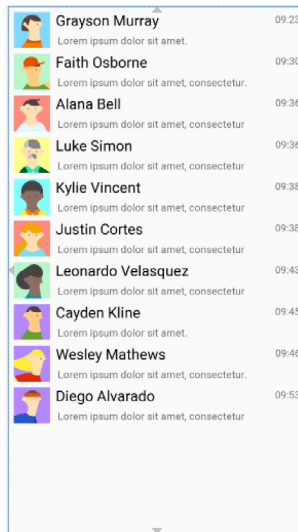 Grayson Murray 09:23
Lorem ipsum dolor sit amet.
Faith Osborne 09:30
Lorem ipsum dolor sit amet, consectetur.
Alana Bell 09:36
Lorem ipsum dolor sit amet, consectetur
Luke Simon 09:36
Lorem ipsum dolor sit amet, consectetur
Kylie Vincent 09:38
Lorem ipsum dolor sit amet, consectetur
Justin Cortes 09:38
Lorem ipsum dolor sit amet, consectetur
Leonardo Velasquez 09:43
Lorem ipsum dolor sit amet, consectetur
Cayden Kline 09:45
Lorem ipsum dolor sit amet.
Wesley Mathews 09:46
Lorem ipsum dolor sit amet, consectetur.
Diego Alvarado 09:53
Lorem ipsum dolor sit amet, consectetur